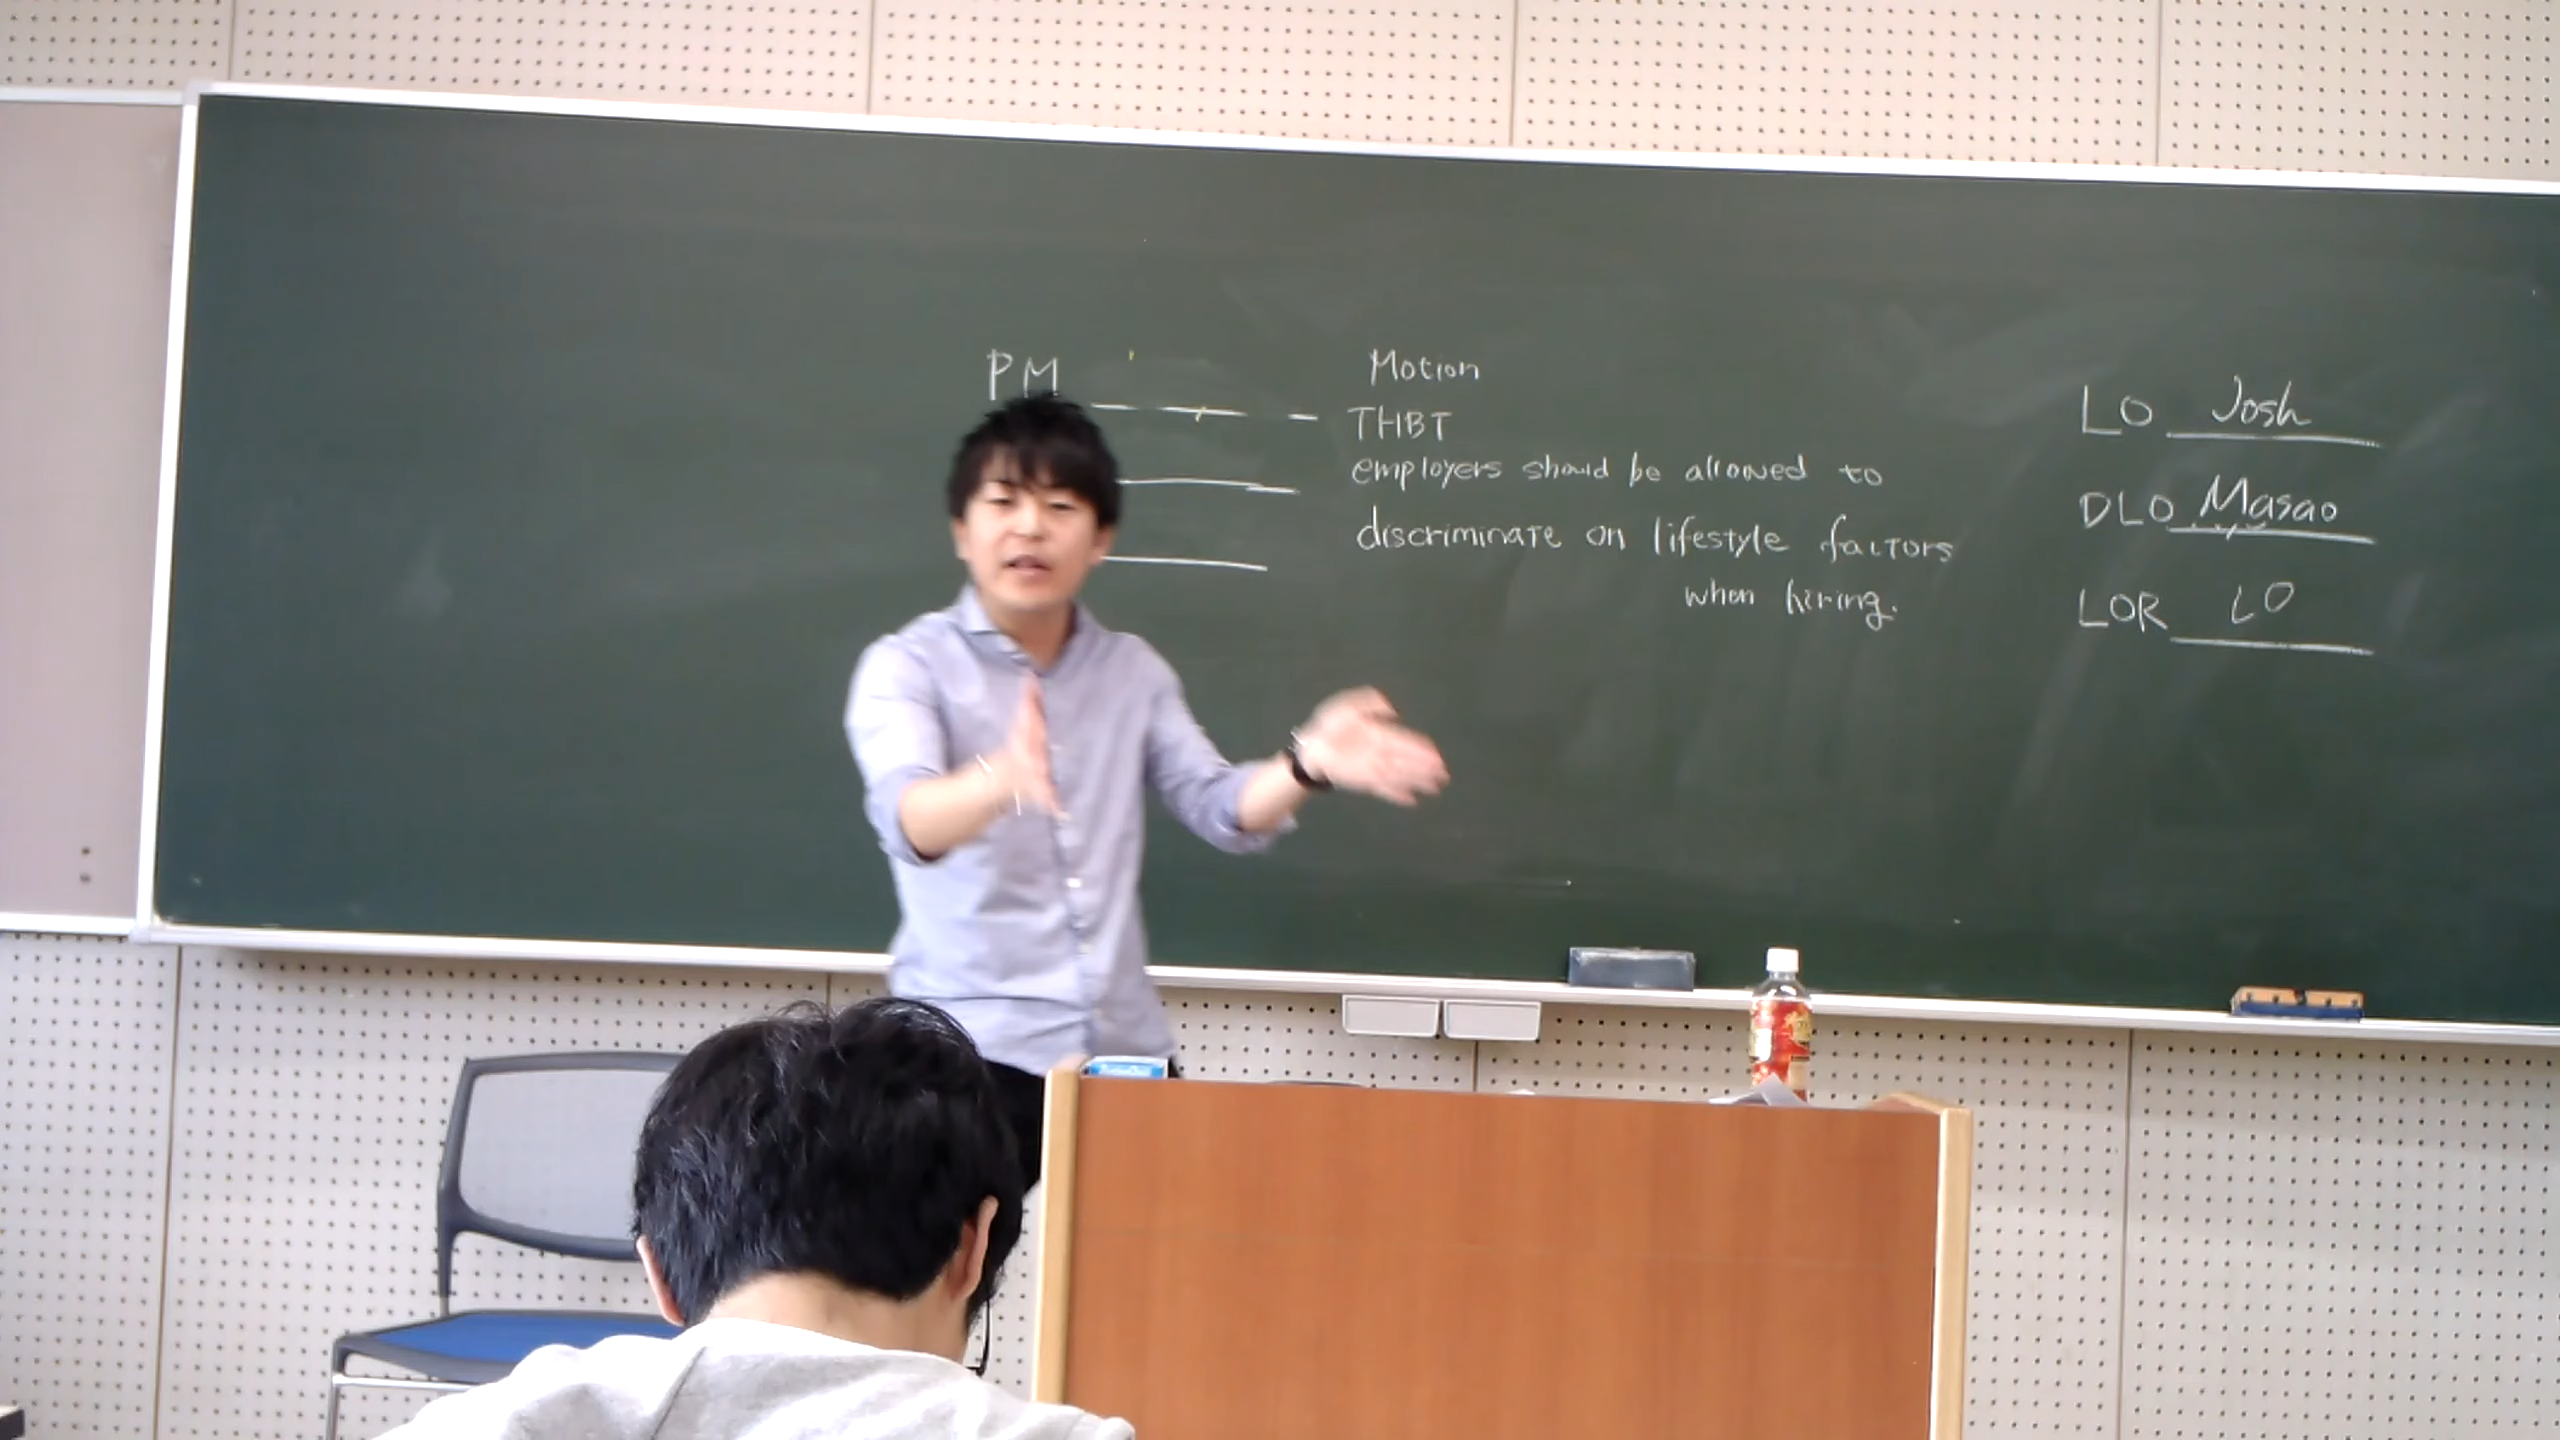 PM
Motion
THBT
employers should be allowed to
discriminate on lifestyle factors
when hiring.
LO Josh
DLO Masao
LOR LO